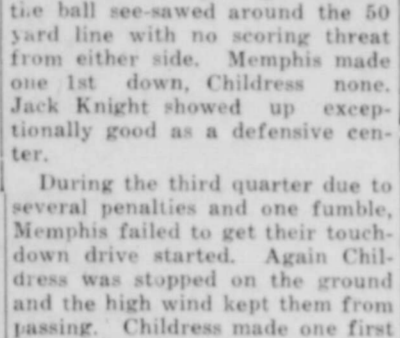 the ball see-sawed around the 50
yard line with no scoring threat
from either side. Memphis made
one 1st down, Childress none.
Jack Knight showed up excep-
tionally good as a defensive cen-
ter.
During the third quarter due to
several penalties and one fumble,
Memphis failed to get their touch-
down drive started. Again Chil-
dress was stopped on the ground
and the high wind kept them from
passing. Childress made one first